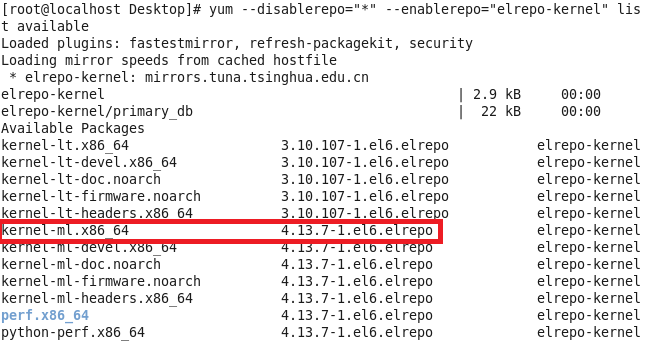 [root@localhost Desktop]# yum --disablerepo="*" --enablerepo="elrepo-kernel" lis
t available
Loaded plugins: fastestmirror, refresh-packagekit, security
Loading mirror speeds from cached hostfile
 * elrepo-kernel: mirrors.tuna.tsinghua.edu.cn
elrepo-kernel                                            | 2.9 kB     00:00
elrepo-kernel/primary_db                                 |  22 kB     00:00
Available Packages
kernel-lt.x86_64                   3.10.107-1.el6.elrepo           elrepo-kernel
kernel-lt-devel.x86_64             3.10.107-1.el6.elrepo           elrepo-kernel
kernel-lt-doc.noarch               3.10.107-1.el6.elrepo           elrepo-kernel
kernel-lt-firmware.noarch          3.10.107-1.el6.elrepo           elrepo-kernel
kernel-lt-headers.x86_64           3.10.107-1.el6.elrepo           elrepo-kernel
kernel-ml.x86_64                   4.13.7-1.el6.elrepo             elrepo-kernel
kernel-ml-devel.x86_64             4.13.7-1.el6.elrepo             elrepo-kernel
kernel-ml-doc.noarch               4.13.7-1.el6.elrepo             elrepo-kernel
kernel-ml-firmware.noarch          4.13.7-1.el6.elrepo             elrepo-kernel
kernel-ml-headers.x86_64           4.13.7-1.el6.elrepo             elrepo-kernel
perf.x86_64                        4.13.7-1.el6.elrepo             elrepo-kernel
python-perf.x86_64                 4.13.7-1.el6.elrepo             elrepo-kernel